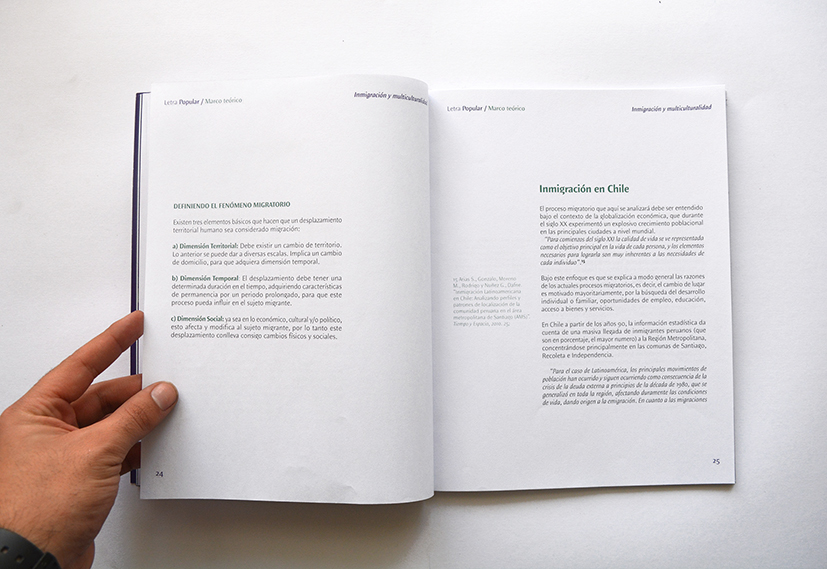 Letra Popular / Marco teórico
Inmigración y multiculturalidad
DEFINIENDO EL FENÓMENO MIGRATORIO
Existen tres elementos básicos que hacen que un desplazamiento
territorial humano sea considerado migración:
a) Dimensión Territorial: Debe existir un cambio de territorio.
Lo anterior se puede dar a diversas escalas. Implica un cambio
de domicilio, para que adquiera dimensión temporal.
b) Dimensión Temporal: El desplazamiento debe tener una
determinada duración en el tiempo, adquiriendo características
de permanencia por un periodo prolongado, para que este
proceso pueda influir en el sujeto migrante.
c) Dimensión Social: ya sea en lo económico, cultural y/o político,
esto afecta y modifica al sujeto migrante, por lo tanto este
desplazamiento conlleva consigo cambios físicos y sociales.
24
Letra Popular / Marco teórico
Inmigración y multiculturalidad
Inmigración en Chile
El proceso migratorio que aquí se analizará debe ser entendido
bajo el contexto de la globalización económica, que durante
el siglo XX experimentó un explosivo crecimiento poblacional
en las principales ciudades a nivel mundial.
"Para comienzos del siglo XXI la calidad de vida se ve representada
como el objetivo principal en la vida de cada persona, y los elementos
necesarios para lograrla son muy inherentes a las necesidades de
cada individuo".
Bajo este enfoque es que se explica a modo general las razones
de los actuales procesos migratorios, es decir, el cambio de lugar
es motivado mayoritariamente, por la búsqueda del desarrollo
individual o familiar, oportunidades de empleo, educación,
acceso a bienes y servicios.
En Chile a partir de los años 90, la información estadística da
cuenta de una masiva llegada de inmigrantes peruanos (que
son en porcentaje, el mayor numero) a la Región Metropolitana,
concentrándose principalmente en las comunas de Santiago,
Recoleta e Independencia.
"Para el caso de Latinoamérica, los principales movimientos de
población han ocurrido y siguen ocurriendo como consecuencia de la
crisis de la deuda externa a principios de la década de 1980, que se
generalizó en toda la región, afectando duramente las condiciones
de vida, dando origen a la emigración. En cuanto a las migraciones
15 Arias S., Gonzalo, Moreno
M., Rodrigo y Nuñez G., Dafne.
"Inmigración Latinoamericana
en Chile: Analizando perfiles y
patrones de localización de la
comunidad peruana en el área
metropolitana de Santiago (AMS)".
Tiempo y Espacio, 2010. 25:
25